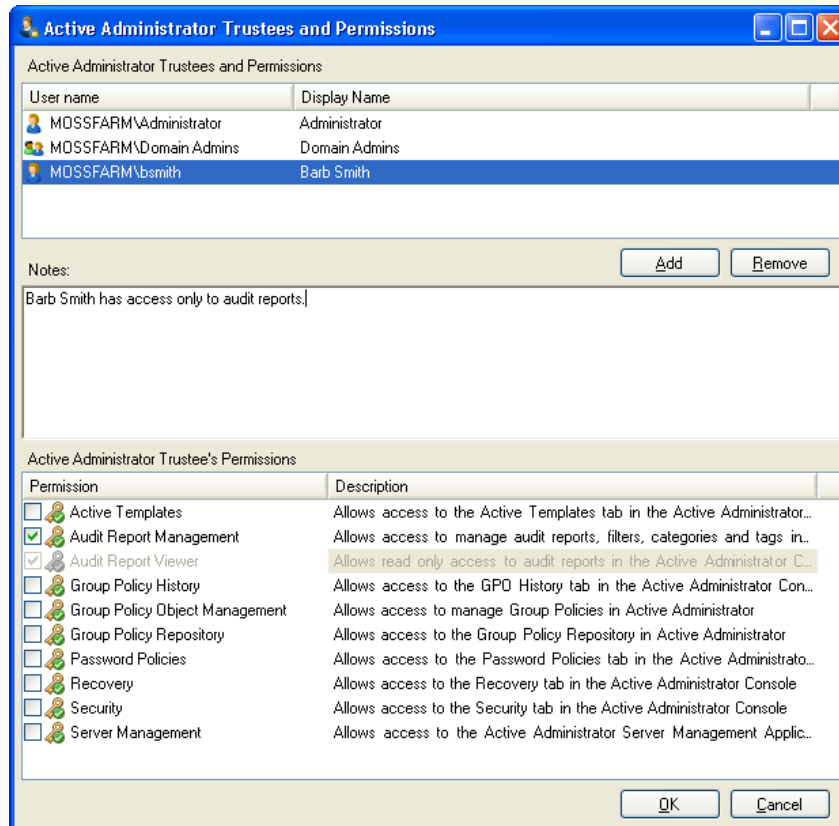 Active Administrator Trustees and Permissions
Active Administrator Trustees and Permissions
User name Display Name
MOSSFARM\Administrator Administrator
MOSSFARM\Domain Admins Domain Admins
MOSSFARM\bsmith Barb Smith
Notes: Add Remove
Barb Smith has access only to audit reports.
Active Administrator Trustee's Permissions
Permission Description
Active Templates Allows access to the Active Templates tab in the Active Administrator...
Audit Report Management Allows access to manage audit reports, filters, categories and tags in...
Audit Report Viewer Allows read only access to audit reports in the Active Administrator C...
Group Policy History Allows access to the GPO History tab in the Active Administrator Con...
Group Policy Object Management Allows access to manage Group Policies in Active Administrator
Group Policy Repository Allows access to the Group Policy Repository in Active Administrator
Password Policies Allows access to the Password Policies tab in the Active Administrato...
Recovery Allows access to the Recovery tab in the Active Administrator Console
Security Allows access to the Security tab in the Active Administrator Console
Server Management Allows access to the Active Administrator Server Management Applic...
OK Cancel